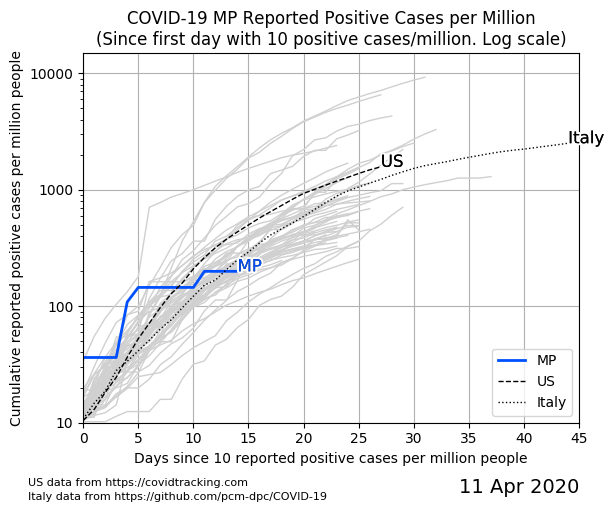 COVID-19 MP Reported Positive Cases per Million
(Since first day with 10 positive cases/million. Log scale)
Cumulative reported positive cases per million people
10000
1000
100
10
Italy
US
MP
MP
US
Italy
0 5 10 15 20 25 30 35 40 45
Days since 10 reported positive cases per million people
US data from https://covidtracking.com
Italy data from https://github.com/pcm-dpc/COVID-19
11 Apr 2020